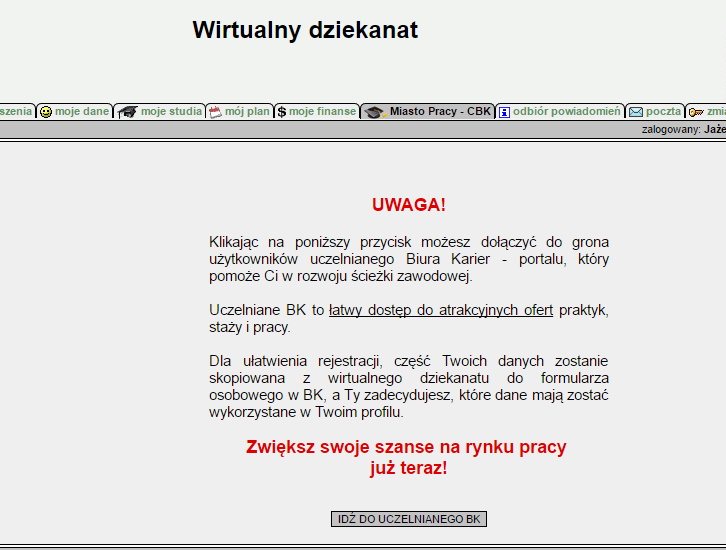 Wirtualny dziekanat
moje dane moje studia mój plan $ moje finanse Miasto Pracy - CBK odbiór powiadomień poczta
zalogowany:
UWAGA!
Klikając na poniższy przycisk możesz dołączyć do grona
użytkowników uczelnianego Biura Karier - portalu, który
pomoże Ci w rozwoju ścieżki zawodowej.
Uczelniane BK to łatwy dostęp do atrakcyjnych ofert praktyk,
staży i pracy.
Dla ułatwienia rejestracji, część Twoich danych zostanie
skopiowana z wirtualnego dziekanatu do formularza
osobowego w BK, a Ty zadecydujesz, które dane mają zostać
wykorzystane w Twoim profilu.
Zwiększ swoje szanse na rynku pracy
już teraz!
IDŹ DO UCZELNIANEGO BK